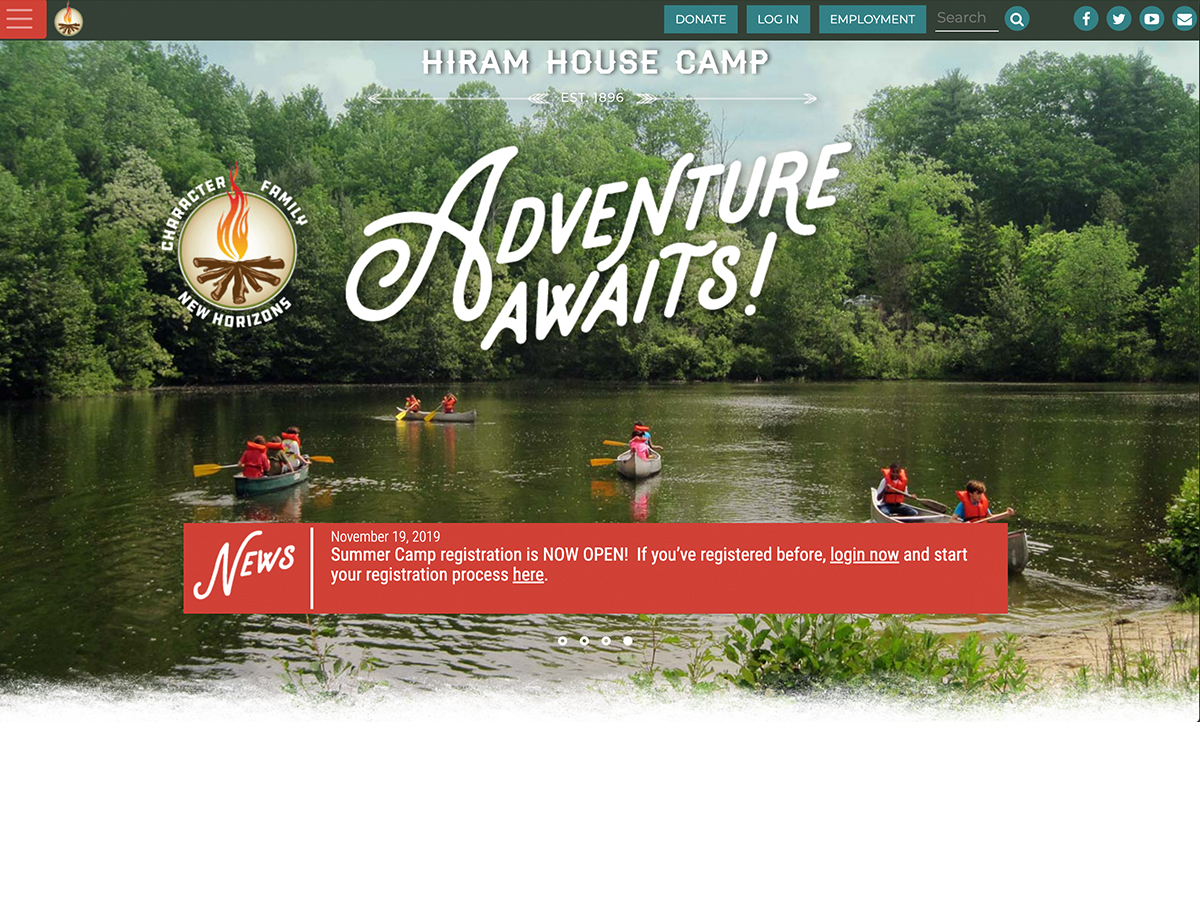 DONATE LOG IN EMPLOYMENT Search
HIRAM HOUSE CAMP
EST. 1896
CHARACTER FAMILY
NEW HORIZONS
ADVENTURE
AWAITS!
NEWS
November 19, 2019
Summer Camp registration is NOW OPEN!  If you’ve registered before, login now and start
your registration process here.